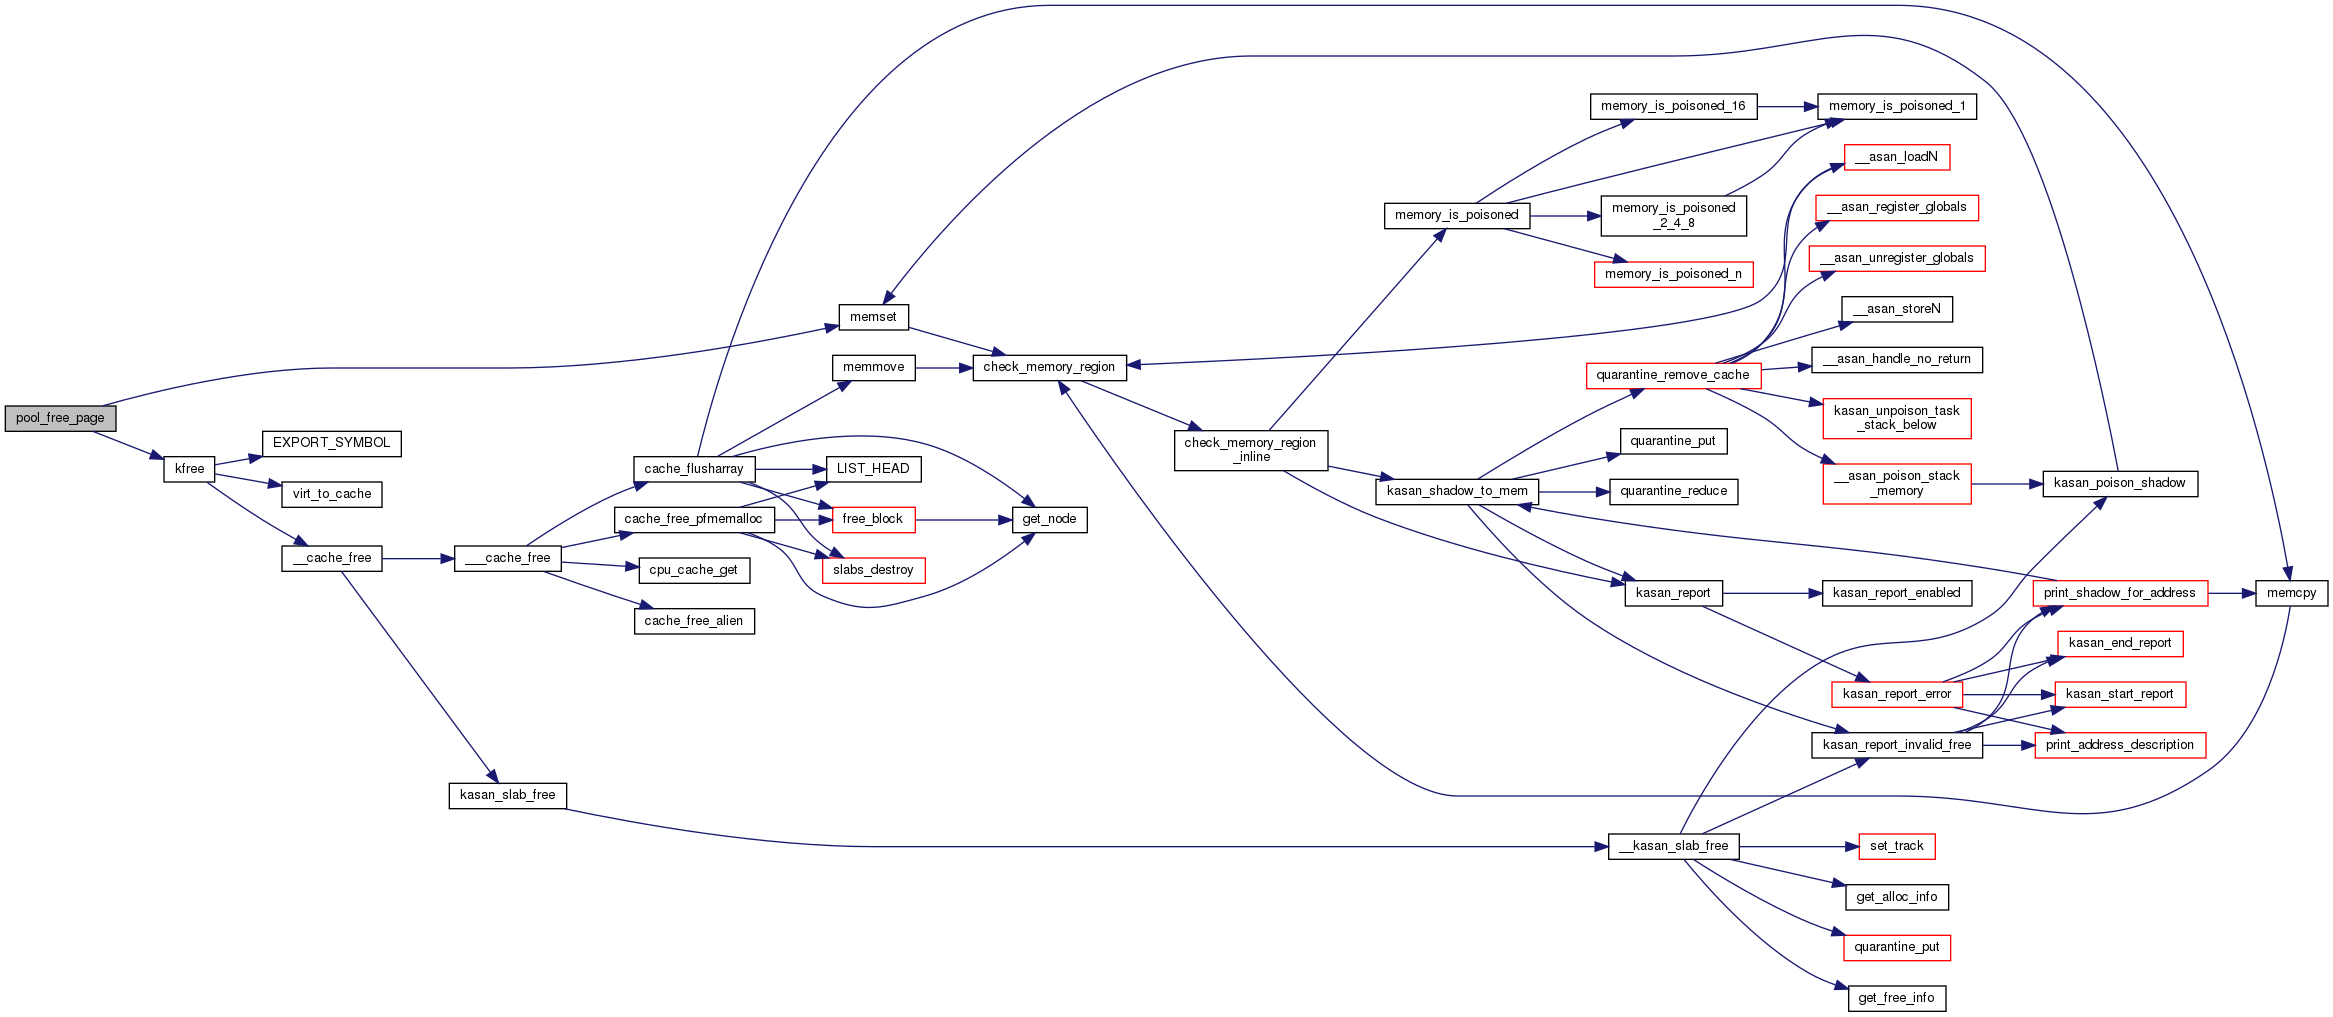 memory_is_poisoned_16
memory_is_poisoned_1
__asan_loadN
__asan_register_globals
memory_is_poisoned
memory_is_poisoned
_2_4_8
__asan_unregister_globals
memory_is_poisoned_n
__asan_storeN
memset
__asan_handle_no_return
memmove
check_memory_region
quarantine_remove_cache
pool_free_page
kasan_unpoison_task
_stack_below
EXPORT_SYMBOL
check_memory_region
_inline
quarantine_put
kfree
cache_flusharray
LIST_HEAD
__asan_poison_stack
_memory
kasan_poison_shadow
virt_to_cache
kasan_shadow_to_mem
quarantine_reduce
cache_free_pfmemalloc
free_block
get_node
__cache_free
___cache_free
cpu_cache_get
slabs_destroy
kasan_report
kasan_report_enabled
print_shadow_for_address
memcpy
cache_free_alien
kasan_end_report
kasan_report_error
kasan_start_report
kasan_report_invalid_free
print_address_description
kasan_slab_free
__kasan_slab_free
set_track
get_alloc_info
quarantine_put
get_free_info